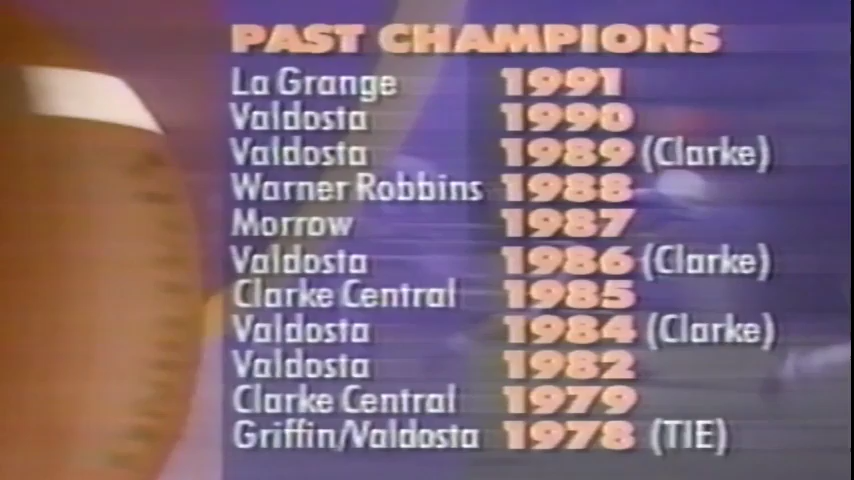 PAST CHAMPIONS
La Grange 1991
Valdosta 1990
Valdosta 1989 (Clarke)
Warner Robbins 1988
Morrow 1987
Valdosta 1986 (Clarke)
Clarke Central 1985
Valdosta 1984 (Clarke)
Valdosta 1982
Clarke Central 1979
Griffin/Valdosta 1978 (TIE)